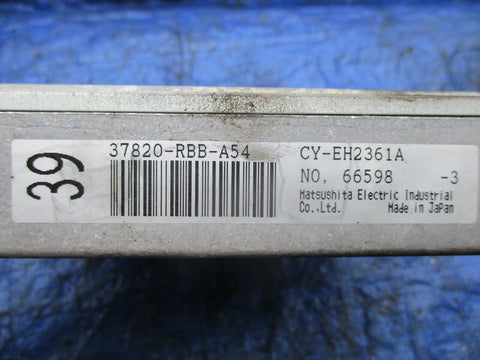 39
37820-RBB-A54 CY-EH2361A
NO, 66598 -3
Matsushita Electric Industrial
Co.,Ltd. Made in Japan